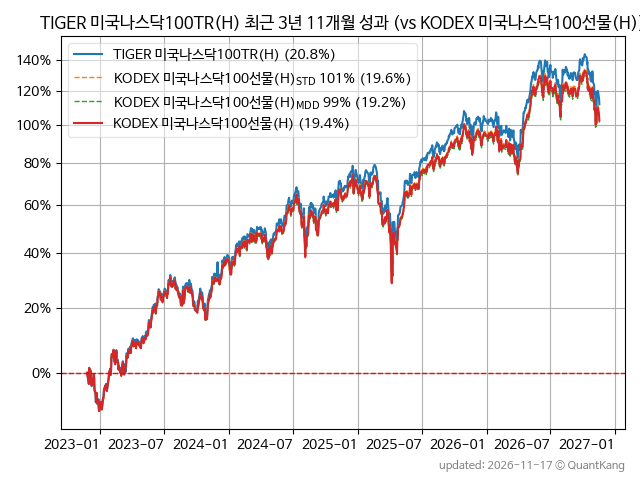 TIGER 미국나스닥100TR(H) 최근 3년 11개월 성과 (vs KODEX 미국나스닥100선물(H))
140%
120%
100%
80%
60%
40%
20%
0%
TIGER 미국나스닥100TR(H) (20.8%)
KODEX 미국나스닥100선물(H)STD 101% (19.6%)
KODEX 미국나스닥100선물(H)MDD 99% (19.2%)
KODEX 미국나스닥100선물(H) (19.4%)
2023-01 2023-07 2024-01 2024-07 2025-01 2025-07 2026-01 2026-07 2027-01
updated: 2026-11-17 © QuantKang